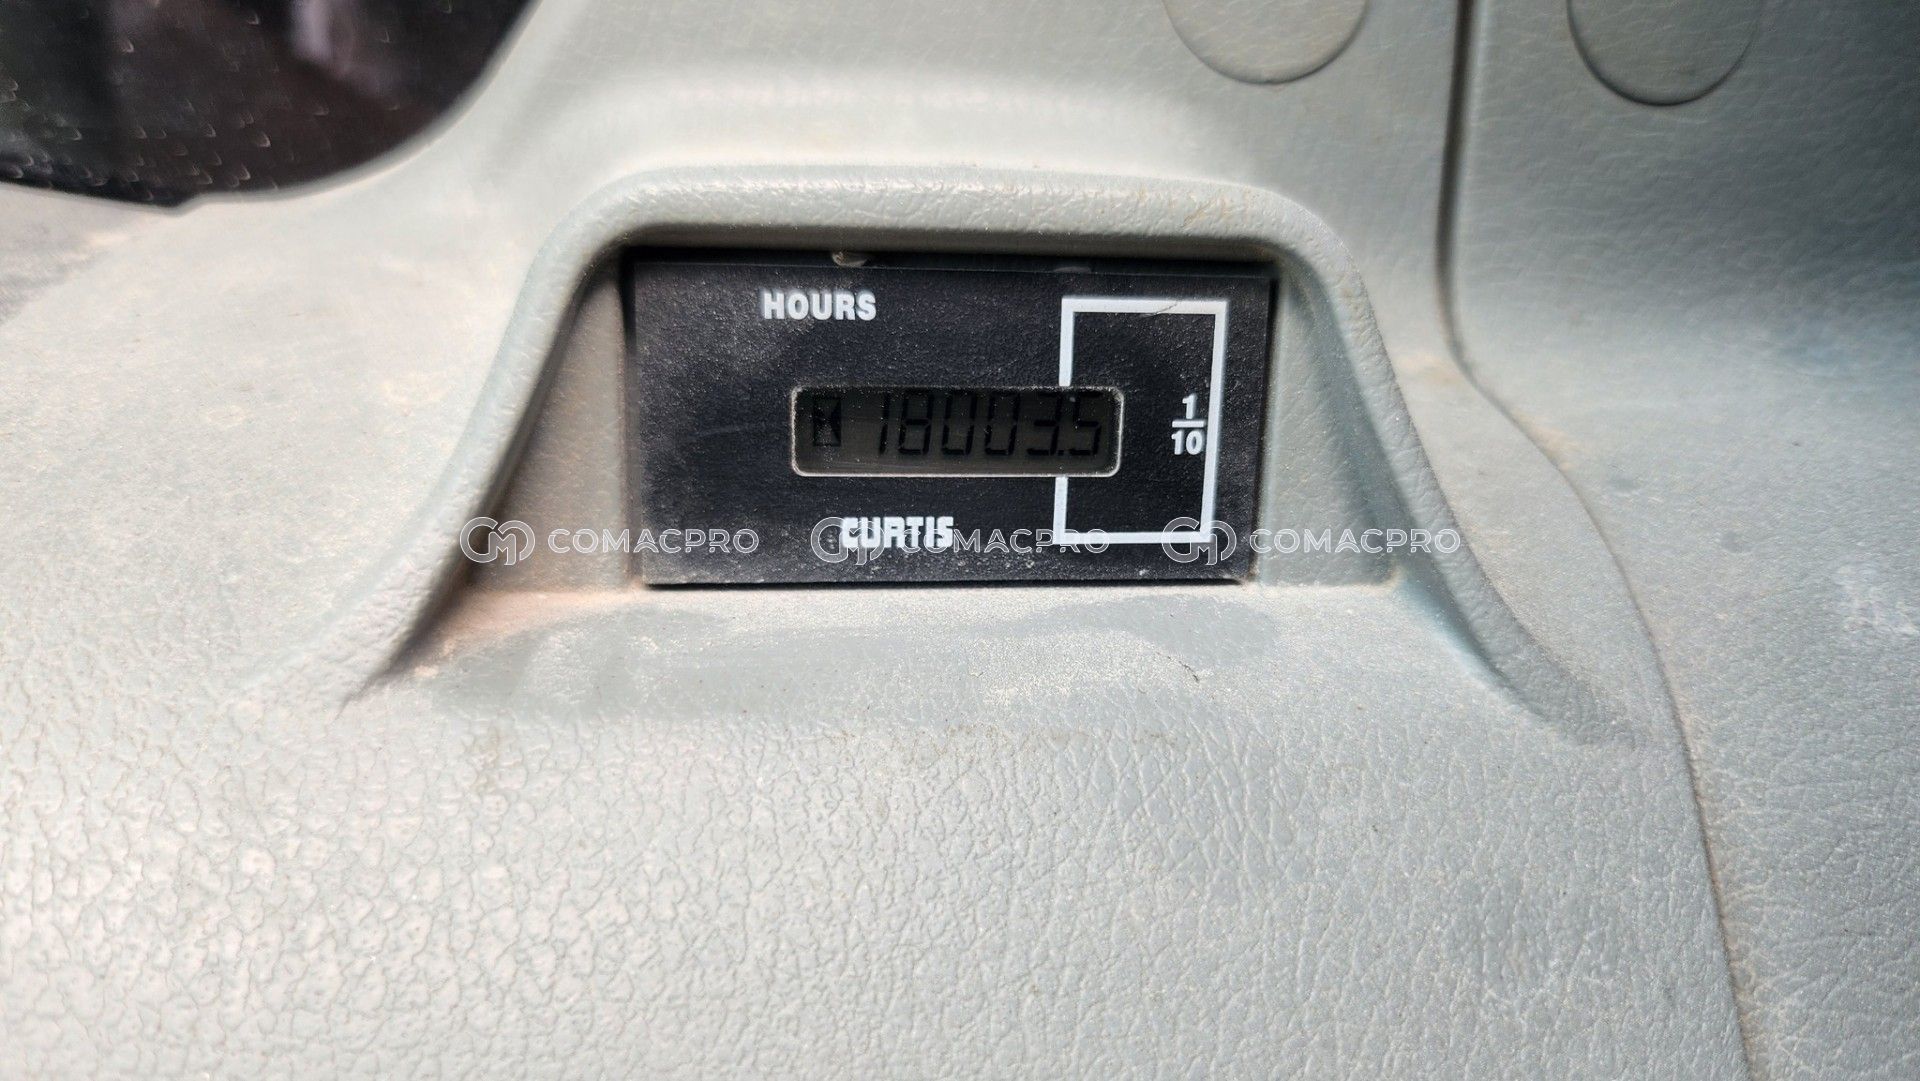 HOURS
18003.5
1
10
CURTIS
COMACPRO COMACPRO COMACPRO